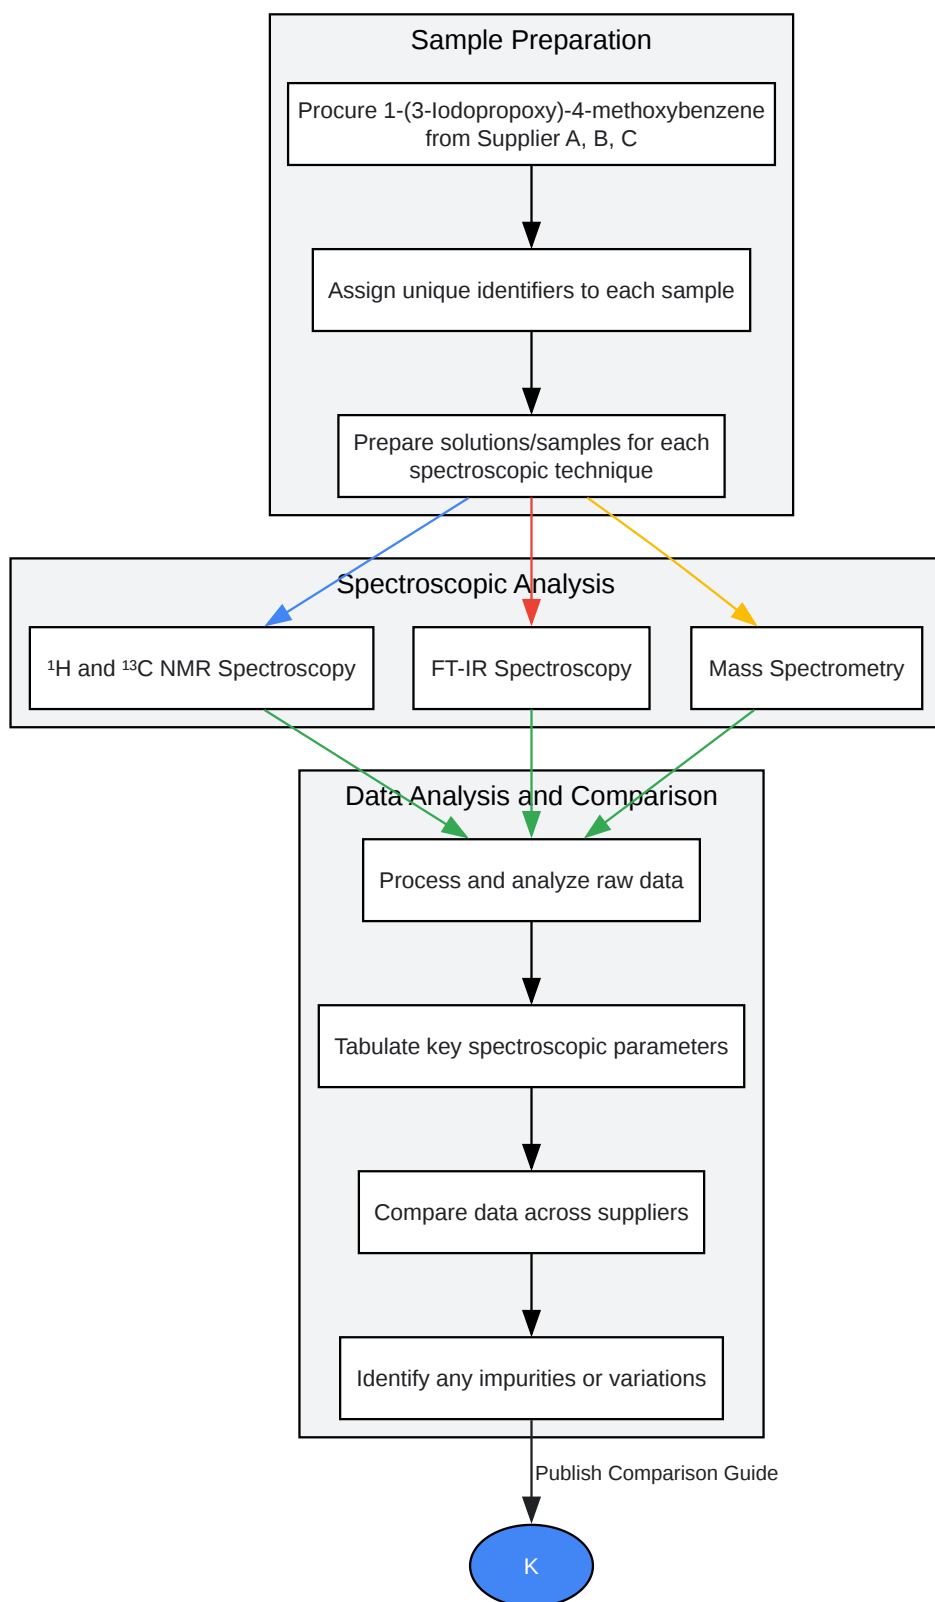 Sample Preparation
Procure 1-(3-Iodopropoxy)-4-methoxybenzene
from Supplier A, B, C
Assign unique identifiers to each sample
Prepare solutions/samples for each
spectroscopic technique
Spectroscopic Analysis
¹H and ¹³C NMR Spectroscopy
FT-IR Spectroscopy
Mass Spectrometry
Data Analysis and Comparison
Process and analyze raw data
Tabulate key spectroscopic parameters
Compare data across suppliers
Identify any impurities or variations
Publish Comparison Guide
K